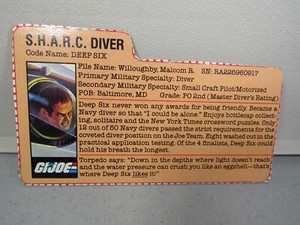 S.H.A.R.C. DIVER
Code Name: DEEP SIX
File Name: Willoughby, Malcom R. SN: RA226960917
Primary Military Specialty: Diver
Secondary Military Specialty: Small Craft Pilot/Motorized
POB: Baltimore, MD Grade: PO 2nd (Master Diver's Rating)
Deep Six never won any awards for being friendly. Became a
Navy diver so that "I could be alone." Enjoys bottlecap collect-
ing, solitaire and the New York Times crossword puzzles. Only
12 out of 50 Navy divers passed the strict requirements for the
coveted diver position on the Joe Team. Eight washed out in the
practical application testing. Of the 4 finalists, Deep Six could
hold his breath the longest.
Torpedo says: "Down in the depths where light doesn't reach
and the water pressure can crush you like an eggshell—that's
where Deep Six likes it!"
G.I.JOE